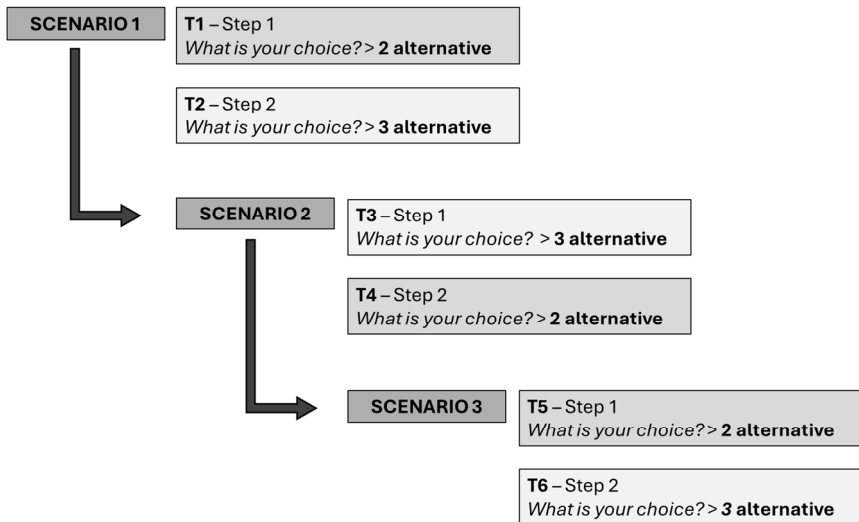 SCENARIO 1
T1 – Step 1
What is your choice? > 2 alternative
T2 – Step 2
What is your choice? > 3 alternative
SCENARIO 2
T3 – Step 1
What is your choice? > 3 alternative
T4 – Step 2
What is your choice? > 2 alternative
SCENARIO 3
T5 – Step 1
What is your choice? > 2 alternative
T6 – Step 2
What is your choice? > 3 alternative